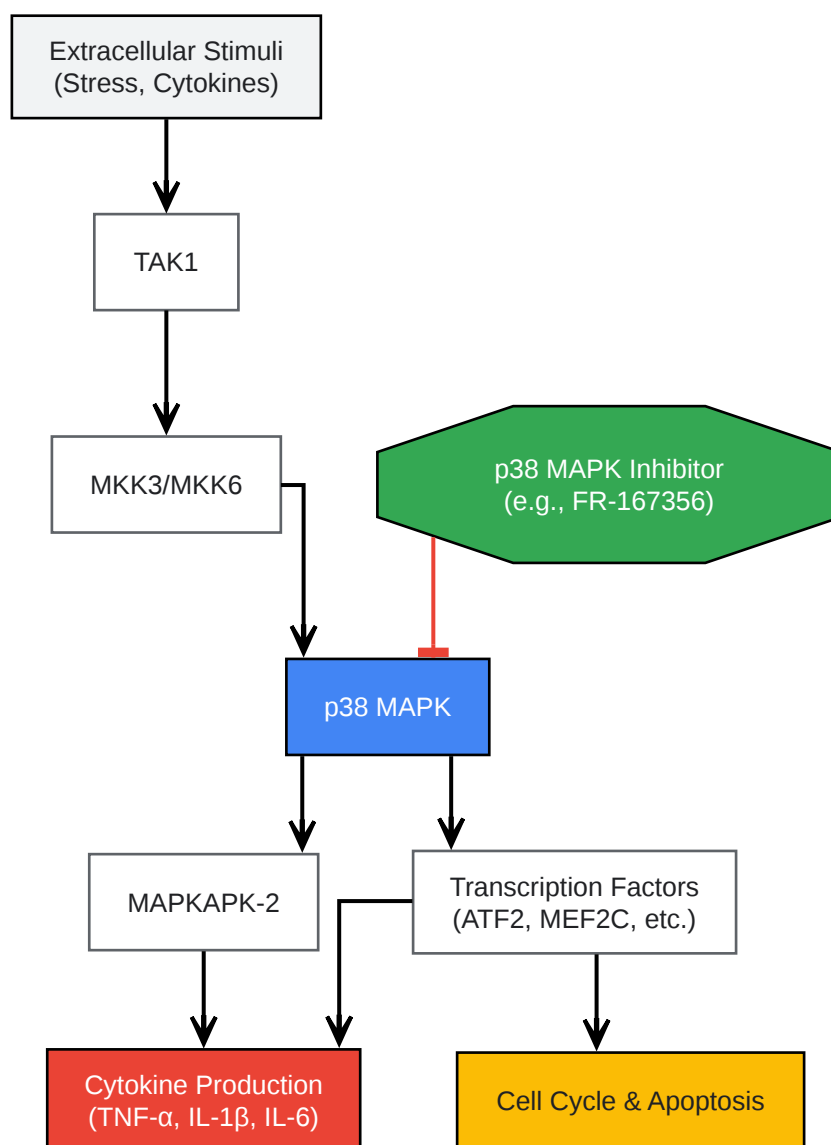 Extracellular Stimuli
(Stress, Cytokines)
TAK1
MKK3/MKK6
p38 MAPK Inhibitor
(e.g., FR-167356)
p38 MAPK
MAPKAPK-2
Transcription Factors
(ATF2, MEF2C, etc.)
Cytokine Production
(TNF-α, IL-1β, IL-6)
Cell Cycle & Apoptosis